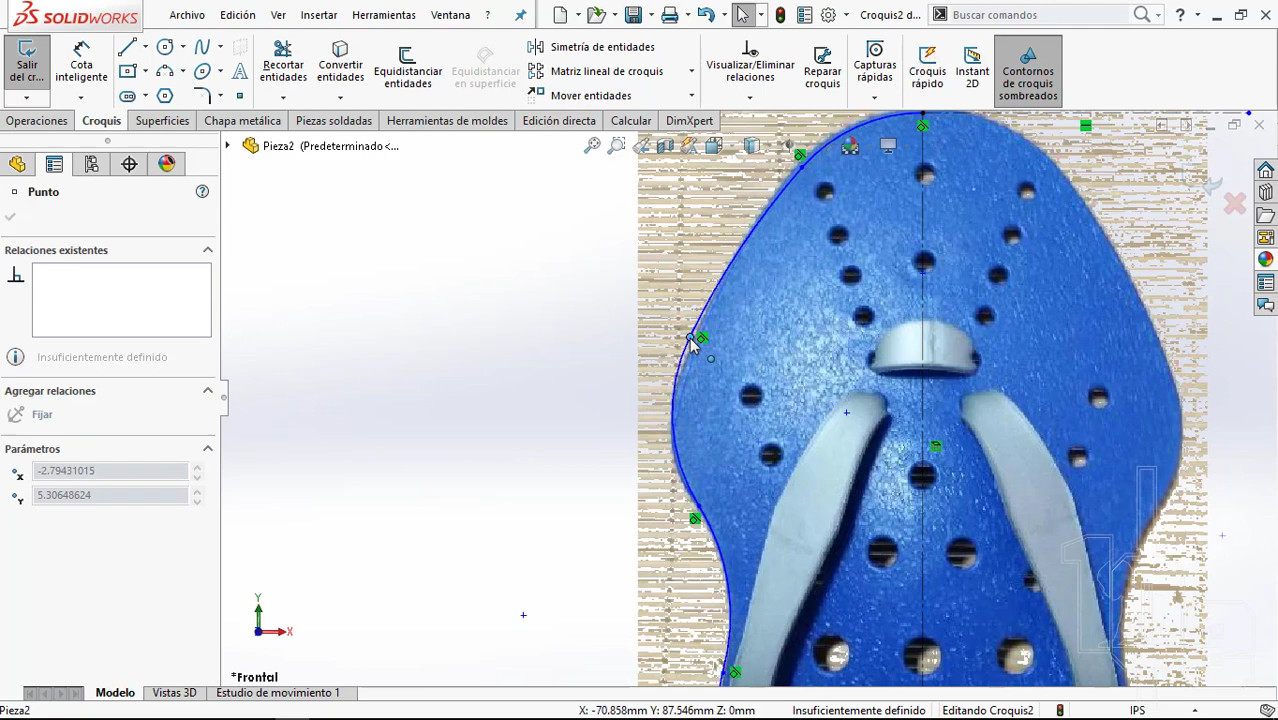 SOLIDWORKS
Archivo Edición Ver Insertar Herramientas Ventana ?
Croquis2 d...
Buscar comandos
?
Salir del cr...
Cota inteligente
Recortar entidades
Convertir entidades
Equidistanciar entidades
Equidistanciar en superficie
Simetría de entidades
Matriz lineal de croquis
Mover entidades
Visualizar/Eliminar relaciones
Reparar croquis
Capturas rápidas
Croquis rápido
Instant 2D
Contornos de croquis sombreados
Operaciones Croquis Superficies Chapa metálica Herramientas de mo... Edición directa Calcular DimXpert
Pieza2 (Predeterminado<...
Punto
?
Relaciones existentes
Insuficientemente definido
Agregar relaciones
Fijar
Parámetros
X -2.79431015
Y 5.30648624
Y
X
*Frontal
Modelo Vistas 3D Estudio de movimiento 1
Pieza2 X: -70.858mm Y: 87.546mm Z: 0mm Insuficientemente definido Editando Croquis2 IPS